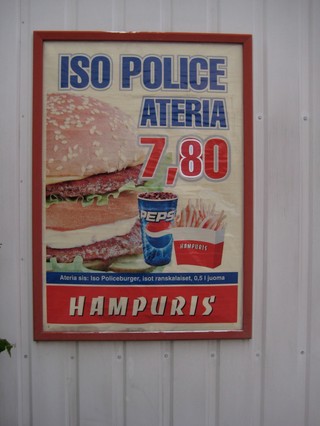 ISO POLICE
ATERIA
7,80
PEPSI
HAMPURIS
Ateria sis: Iso Policeburger, isot ranskalaiset, 0,5 l juoma
HAMPURIS